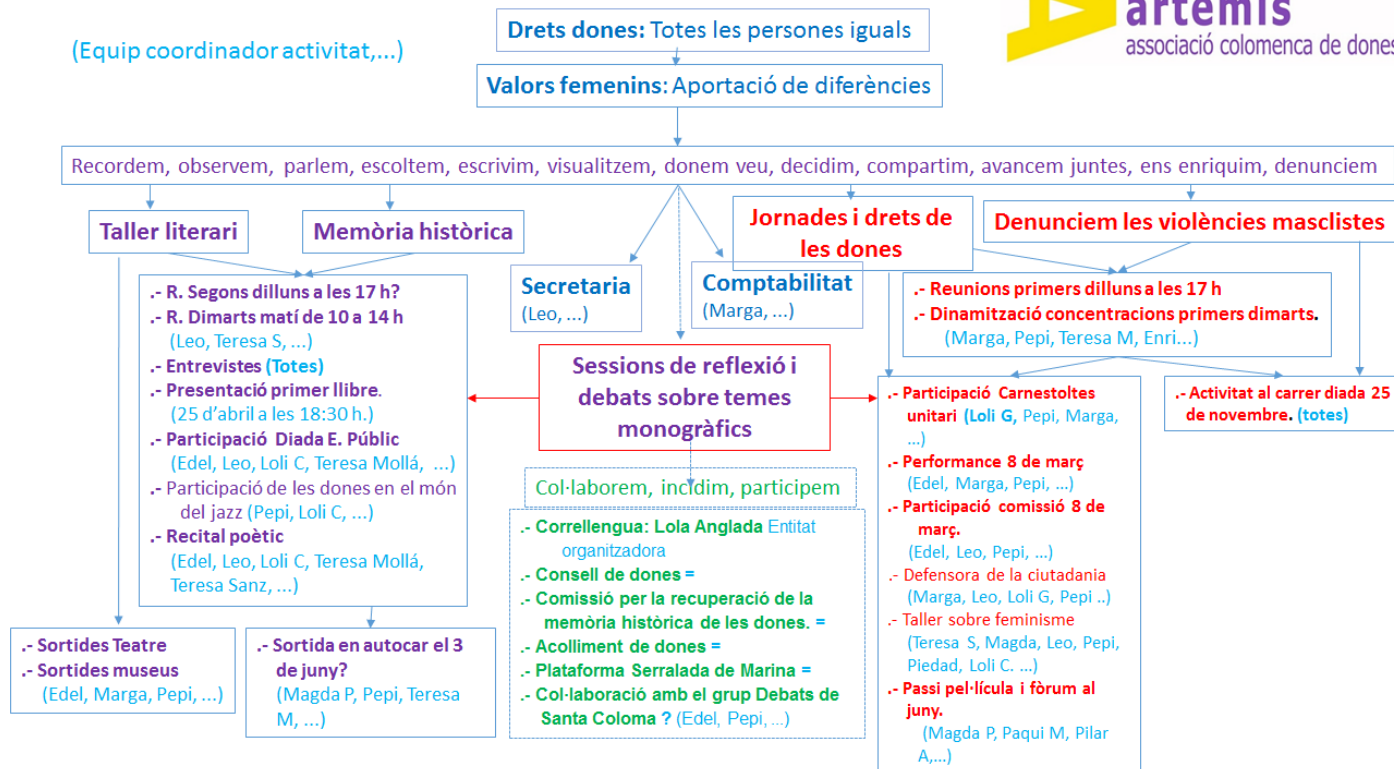 (Equip coordinador activitat,...)
Drets dones: Totes les persones iguals
artemis
associació colomenca de dones
Valors femenins: Aportació de diferències
Recordem, observem, parlem, escoltem, escrivim, visualitzem, donem veu, decidim, compartim, avancem juntes, ens enriquim, denunciem
Taller literari
Memòria històrica
Secretaria
(Leo, ...)
Comptabilitat
(Marga, ...)
Jornades i drets de
les dones
Denunciem les violències masclistes
.- R. Segons dilluns a les 17 h?
.- R. Dimarts matí de 10 a 14 h
(Leo, Teresa S, ...)
.- Entrevistes (Totes)
.- Presentació primer llibre.
(25 d’abril a les 18:30 h.)
.- Participació Diada E. Públic
(Edel, Leo, Loli C, Teresa Mollá, ...)
.- Participació de les dones en el món
del jazz (Pepi, Loli C, ...)
.- Recital poètic
(Edel, Leo, Loli C, Teresa Mollá,
Teresa Sanz, ...)
.- Sortides Teatre
.- Sortides museus
(Edel, Marga, Pepi, ...)
.- Sortida en autocar el 3
de juny?
(Magda P, Pepi, Teresa
M, ...)
Sessions de reflexió i
debats sobre temes
monogràfics
Col·laborem, incidim, participem
.- Correllengua: Lola Anglada Entitat
organitzadora
.- Consell de dones =
.- Comissió per la recuperació de la
memòria històrica de les dones. =
.- Acolliment de dones =
.- Plataforma Serralada de Marina =
.- Col·laboració amb el grup Debats de
Santa Coloma ? (Edel, Pepi, ...)
.- Reunions primers dilluns a les 17 h
.- Dinamització concentracions primers dimarts.
(Marga, Pepi, Teresa M, Enri...)
.- Participació Carnestoltes
unitari (Loli G, Pepi, Marga,
...)
.- Performance 8 de març
(Edel, Marga, Pepi, ...)
.- Participació comissió 8 de
març.
(Edel, Leo, Pepi, ...)
.- Defensora de la ciutadania
(Marga, Leo, Loli G, Pepi ..)
.- Taller sobre feminisme
(Teresa S, Magda, Leo, Pepi,
Piedad, Loli C. ...)
.- Passi pel·lícula i fòrum al
juny.
(Magda P, Paqui M, Pilar
A,...)
.- Activitat al carrer diada 25
de novembre. (totes)